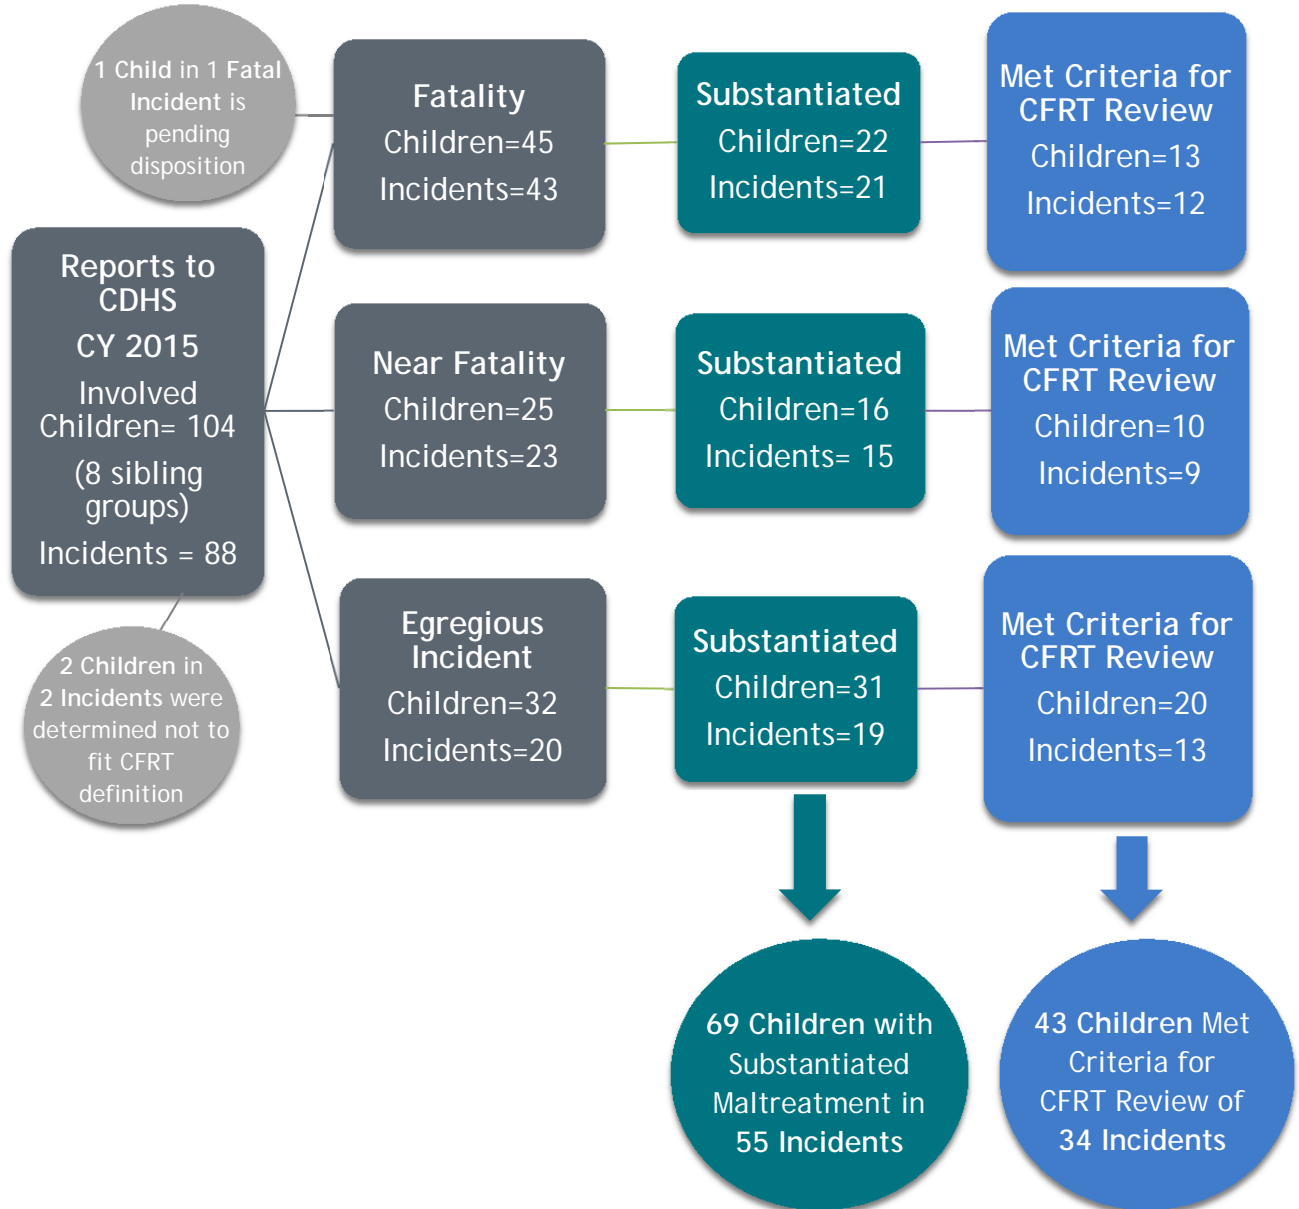 1 Child in 1 Fatal
Incident is
pending
disposition
Reports to
CDHS
CY 2015
Involved
Children= 104
(8 sibling
groups)
Incidents = 88
2 Children in
2 Incidents were
determined not to
fit CFRT
definition
Fatality
Children=45
Incidents=43
Substantiated
Children=22
Incidents=21
Met Criteria for
CFRT Review
Children=13
Incidents=12
Near Fatality
Children=25
Incidents=23
Substantiated
Children=16
Incidents= 15
Met Criteria for
CFRT Review
Children=10
Incidents=9
Egregious
Incident
Children=32
Incidents=20
Substantiated
Children=31
Incidents=19
Met Criteria for
CFRT Review
Children=20
Incidents=13
69 Children with
Substantiated
Maltreatment in
55 Incidents
43 Children Met
Criteria for
CFRT Review of
34 Incidents